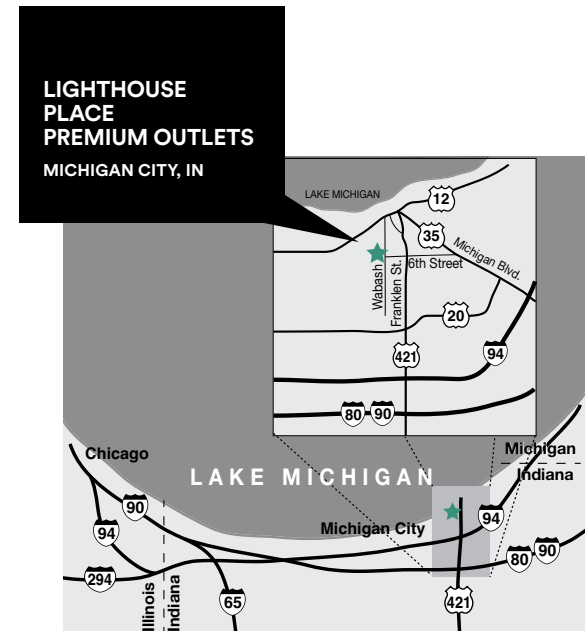 LIGHTHOUSE
PLACE
PREMIUM OUTLETS
MICHIGAN CITY, IN
LAKE MICHIGAN
12
35
Michigan Blvd.
6th Street
Wabash
Franklen St.
20
421
94
80 90
Chicago
Michigan
LAKE MICHIGAN
Indiana
90
94
Michigan City
94
80 90
294
Illinois
Indiana
65
421